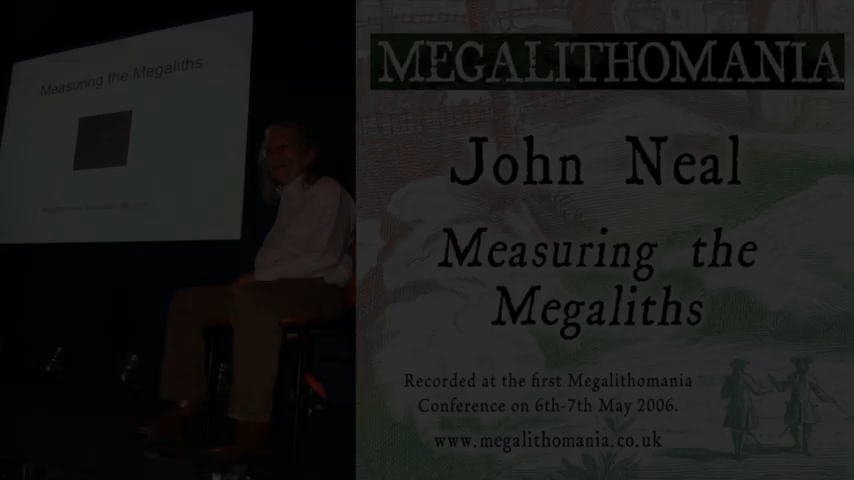 Measuring the Megaliths
MEGALITHOMANIA
John Neal
Measuring the
Megaliths
Recorded at the first Megalithomania
Conference on 6th-7th May 2006.
www.megalithomania.co.uk